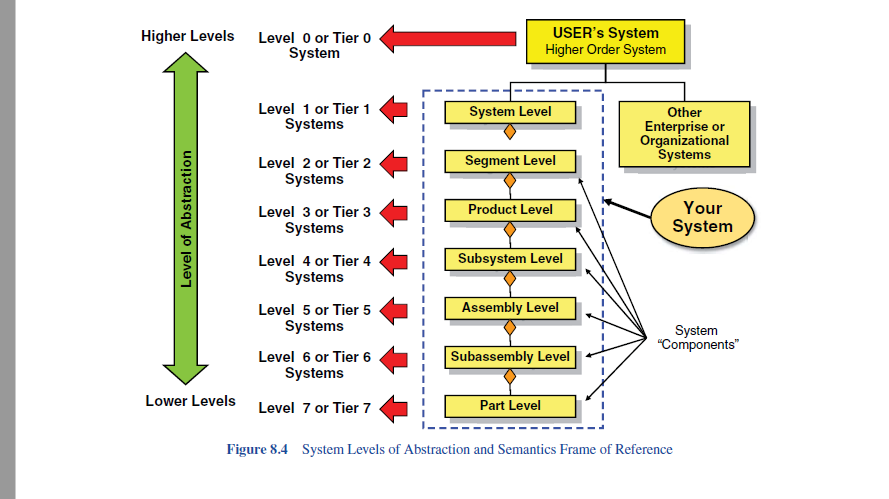 Higher Levels
Level 0 or Tier 0
System
USER's System
Higher Order System
Level 1 or Tier 1
Systems
System Level
Other
Enterprise or
Organizational
Systems
Level 2 or Tier 2
Systems
Segment Level
Level of Abstraction
Level 3 or Tier 3
Systems
Product Level
Your
System
Level 4 or Tier 4
Systems
Subsystem Level
Level 5 or Tier 5
Systems
Assembly Level
System
“Components”
Level 6 or Tier 6
Systems
Subassembly Level
Lower Levels
Level 7 or Tier 7
Part Level
Figure 8.4 System Levels of Abstraction and Semantics Frame of Reference